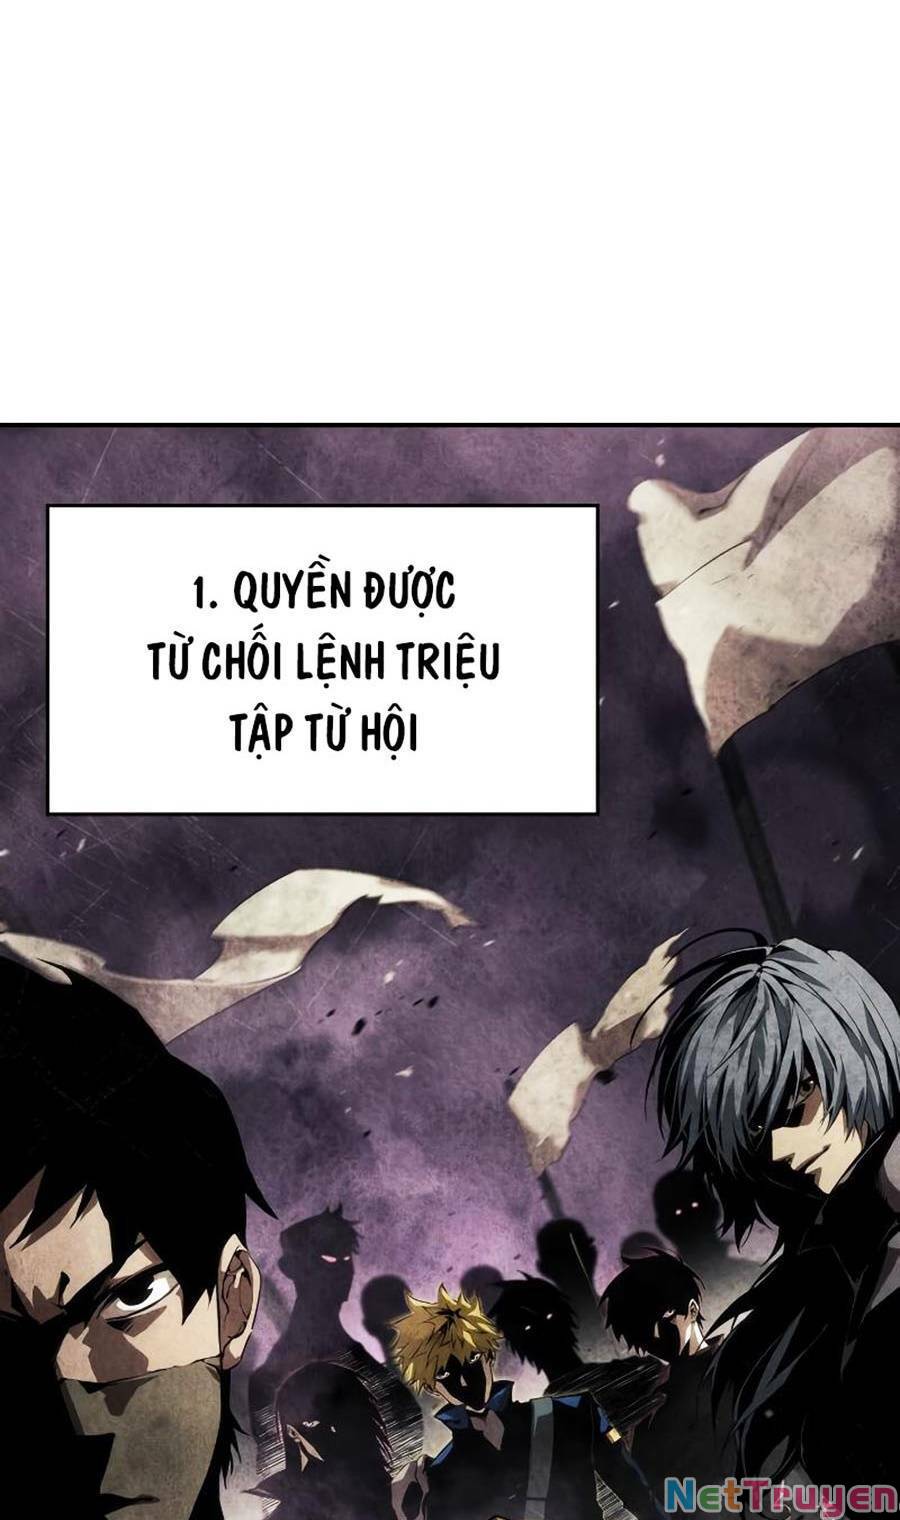 1. QUYỀN ĐƯỢC
TỪ CHỐI LỆNH TRIỆU
TẬP TỪ HỘI
NetTruyen